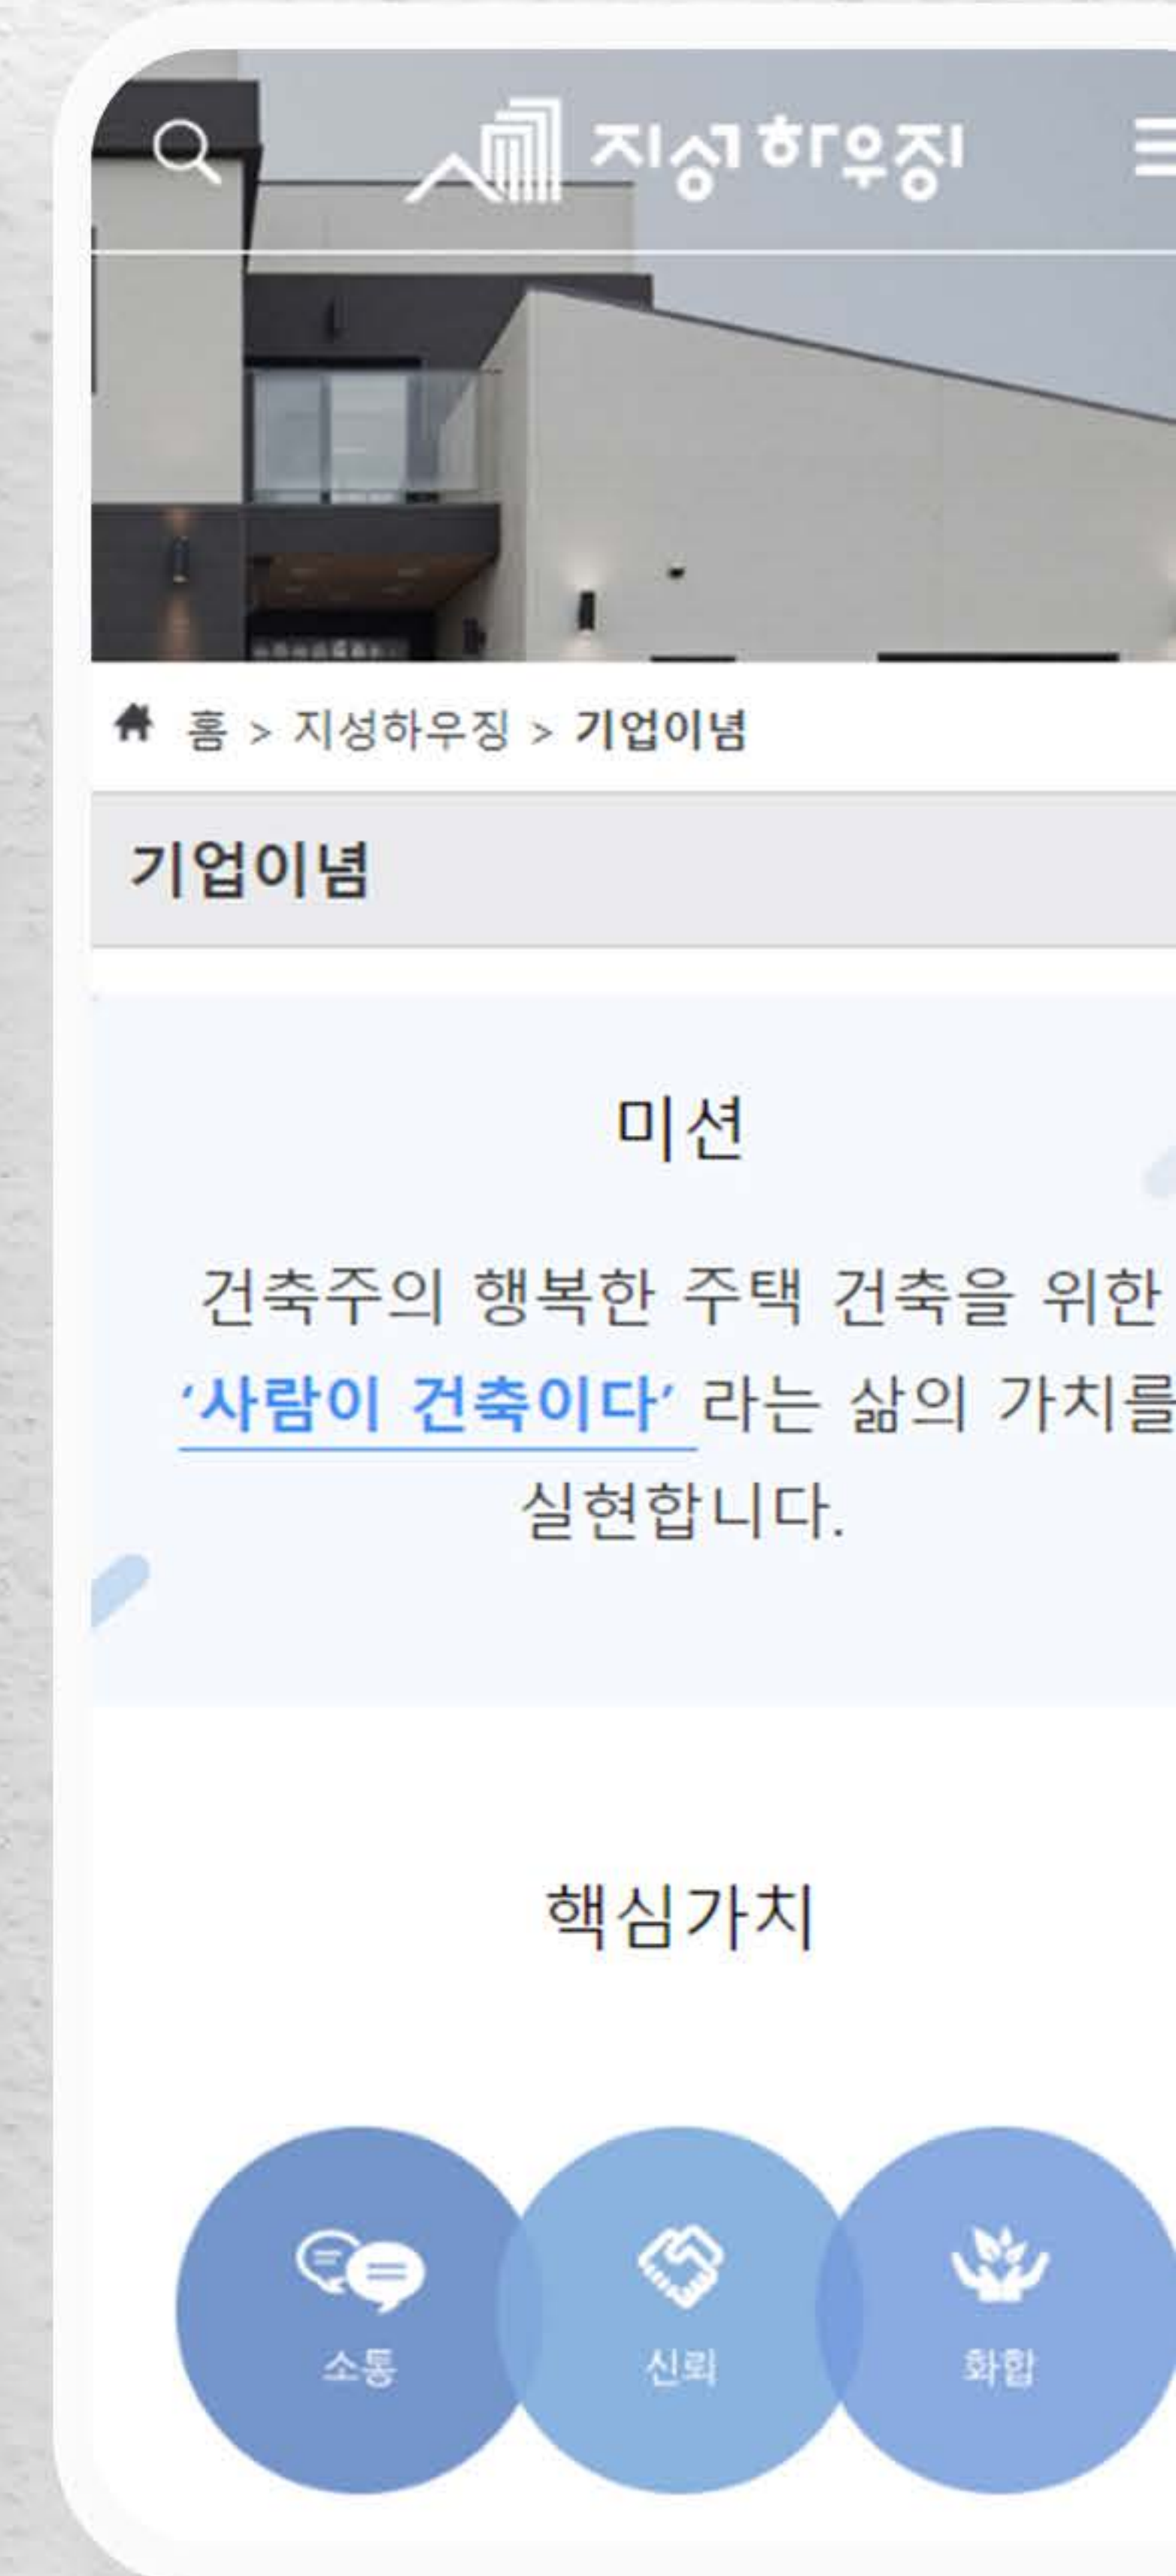 지성하우징
홈 > 지성하우징 > 기업이념
기업이념
미션
건축주의 행복한 주택 건축을 위한
‘사람이 건축이다’ 라는 삶의 가치를
실현합니다.
핵심가치
소통 신뢰 화합